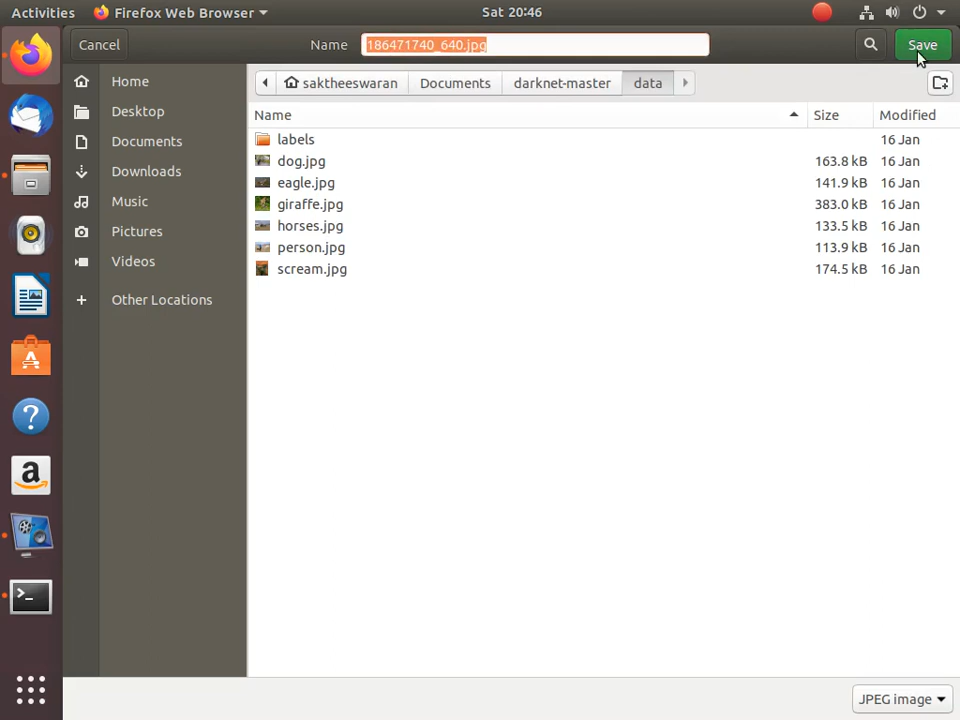 Activities Firefox Web Browser Sat 20:46
Cancel Name 186471740_640.jpg Save
saktheeswaran Documents darknet-master data
Home
Desktop
Documents
Downloads
Music
Pictures
Videos
Other Locations
Name Size Modified
labels 16 Jan
dog.jpg 163.8 kB 16 Jan
eagle.jpg 141.9 kB 16 Jan
giraffe.jpg 383.0 kB 16 Jan
horses.jpg 133.5 kB 16 Jan
person.jpg 113.9 kB 16 Jan
scream.jpg 174.5 kB 16 Jan
JPEG image